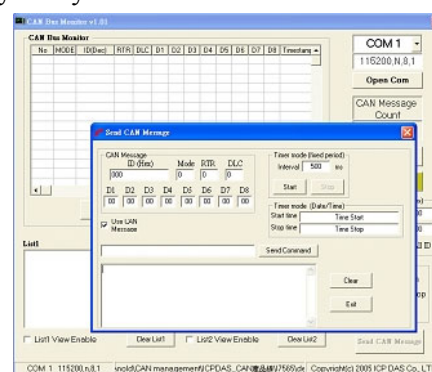 CAN Bus Monitor v1.01
CAN Bus Monitor
No MODE ID(Dec) RTR DLC D1 D2 D3 D4 D5 D6 D7 D8 Timestamp
COM 1
115200,N,8,1
Open Com
CAN Message
Count
Send CAN Message
CAN Message
ID (Hex) Mode RTR DLC
000 0 0 0
D1 D2 D3 D4 D5 D6 D7 D8
00 00 00 00 00 00 00 00
Use CAN
Message
Timer mode (fixed period)
Interval 500 ms
Start Stop
Timer mode (Date/Time)
Start time Time Start
Stop time Time Stop
Send Command
Clear
Exit
List1
List1 View Enable Clear List1 List2 View Enable Clear List2
Send CAN Message
COM 1 115200,n,8,1 Copyright(c) 2005 ICP DAS Co., LT